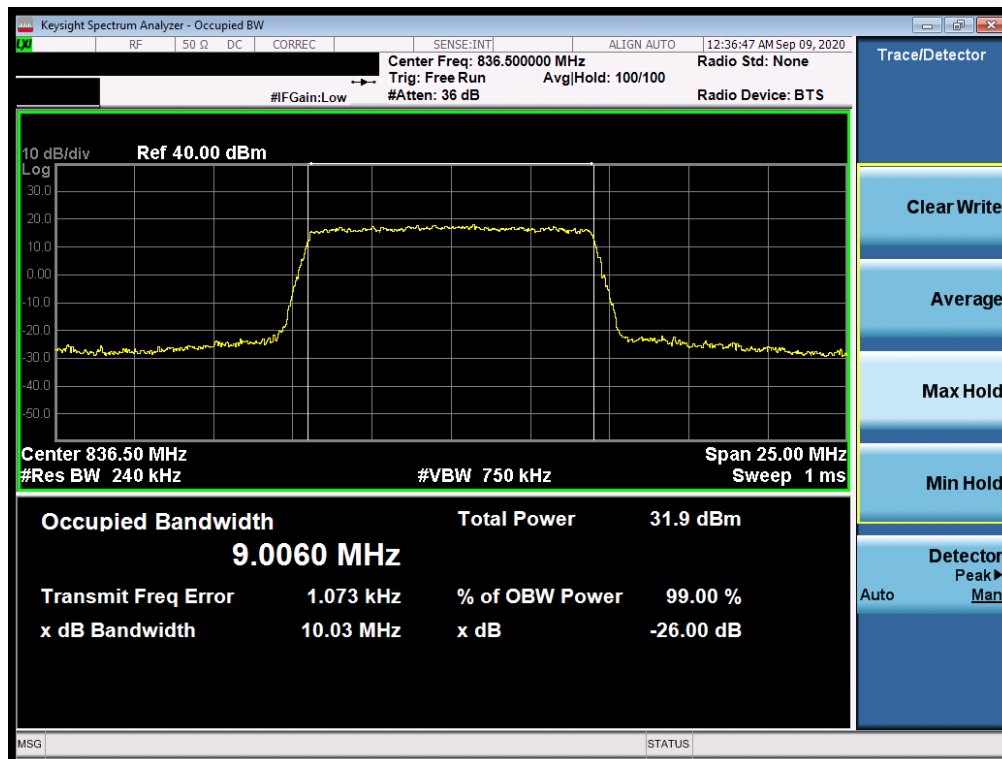 Keysight Spectrum Analyzer - Occupied BW
LXI RF 50 Ω DC CORREC SENSE:INT ALIGN AUTO 12:36:47 AM Sep 09, 2020
Center Freq: 836.500000 MHz Radio Std: None
Trig: Free Run Avg|Hold: 100/100
#IFGain:Low #Atten: 36 dB Radio Device: BTS
10 dB/div Ref 40.00 dBm
Log
30.0
20.0
10.0
0.00
-10.0
-20.0
-30.0
-40.0
-50.0
Center 836.50 MHz Span 25.00 MHz
#Res BW 240 kHz #VBW 750 kHz Sweep 1 ms
Occupied Bandwidth Total Power 31.9 dBm
9.0060 MHz
Transmit Freq Error 1.073 kHz % of OBW Power 99.00 %
x dB Bandwidth 10.03 MHz x dB -26.00 dB
MSG STATUS
Trace/Detector
Clear Write
Average
Max Hold
Min Hold
Detector
Peak▶
Auto Man